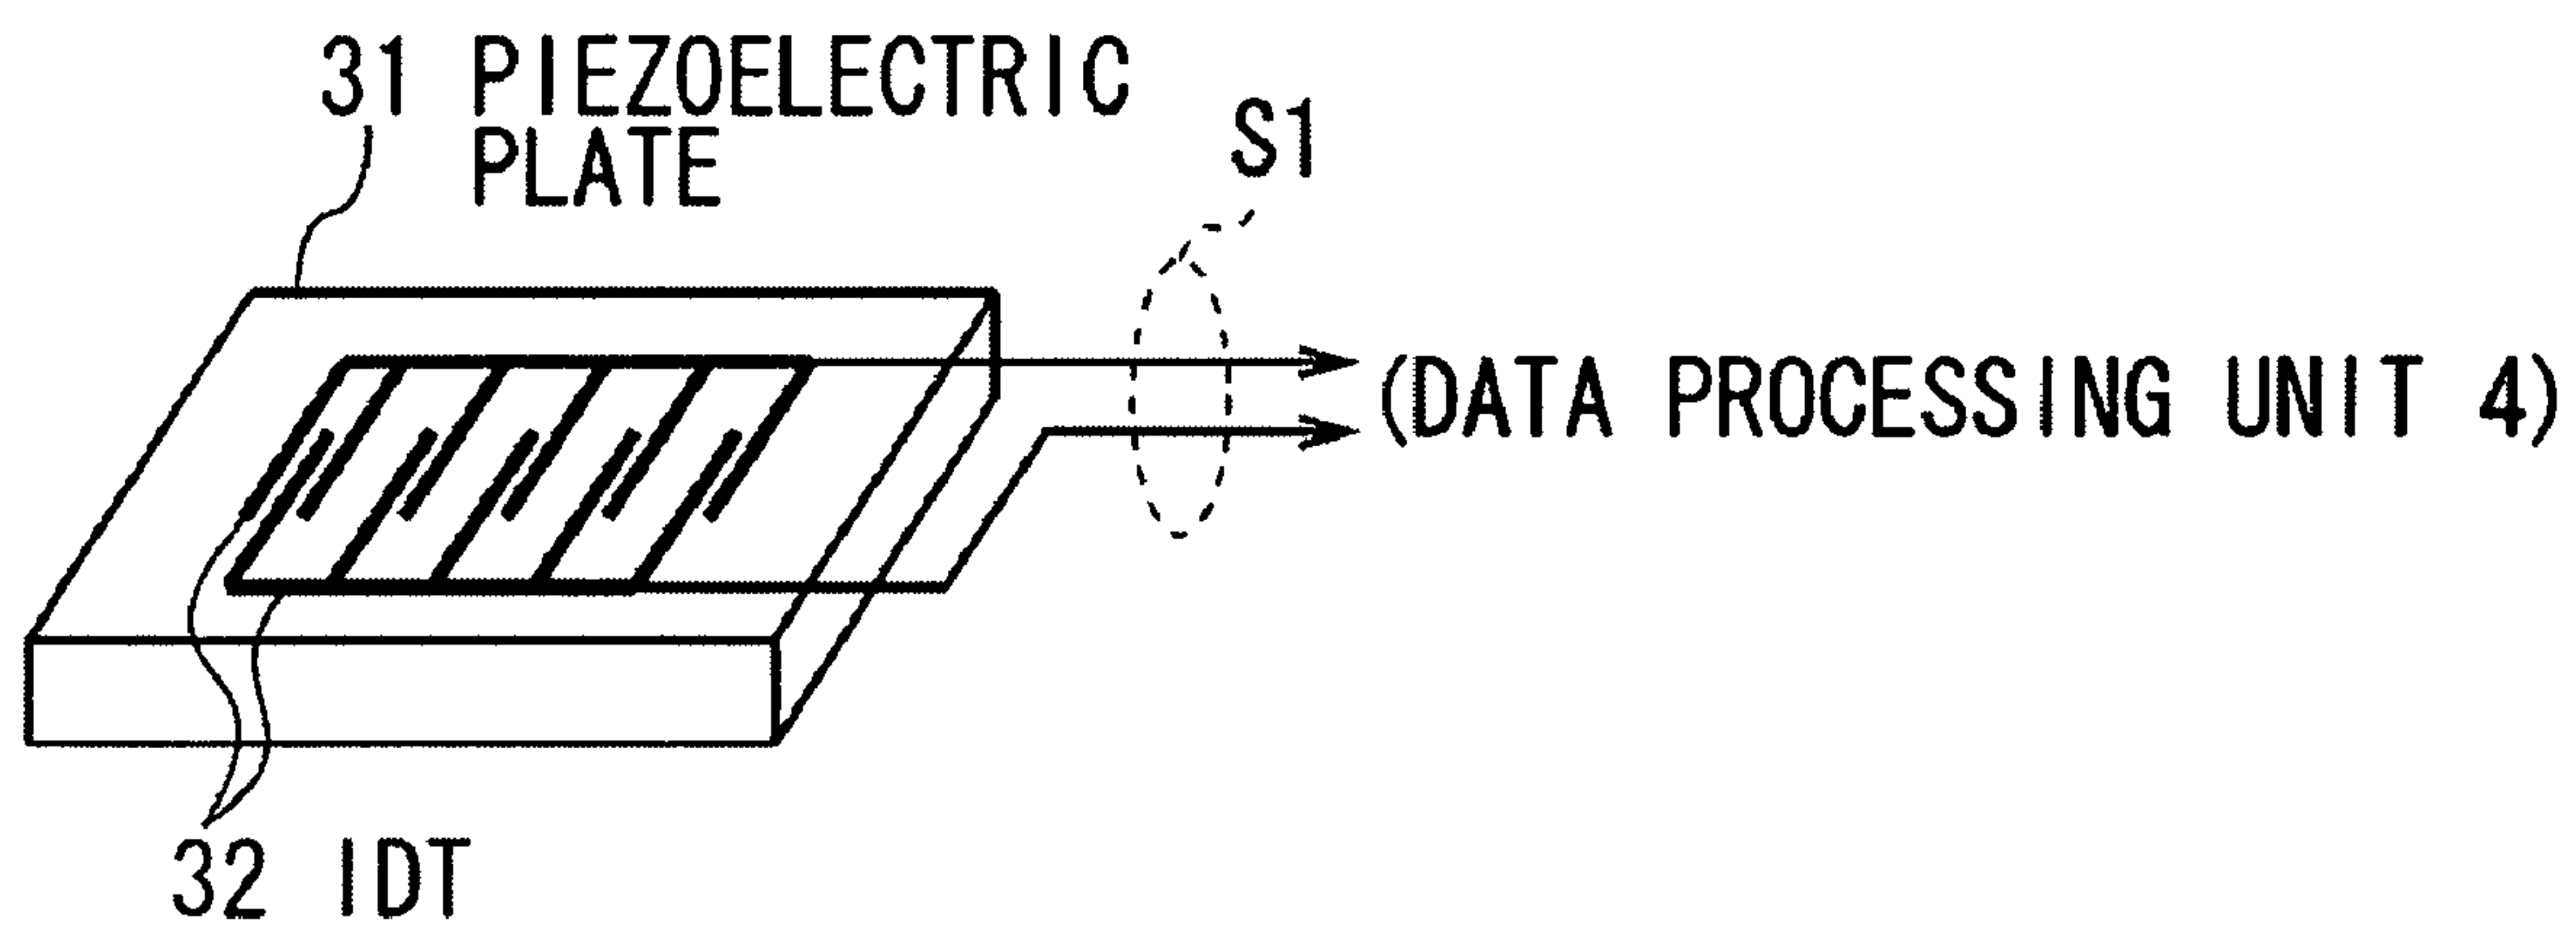 31 PIEZOELECTRIC
PLATE
S1
(DATA PROCESSING UNIT 4)
32 IDT